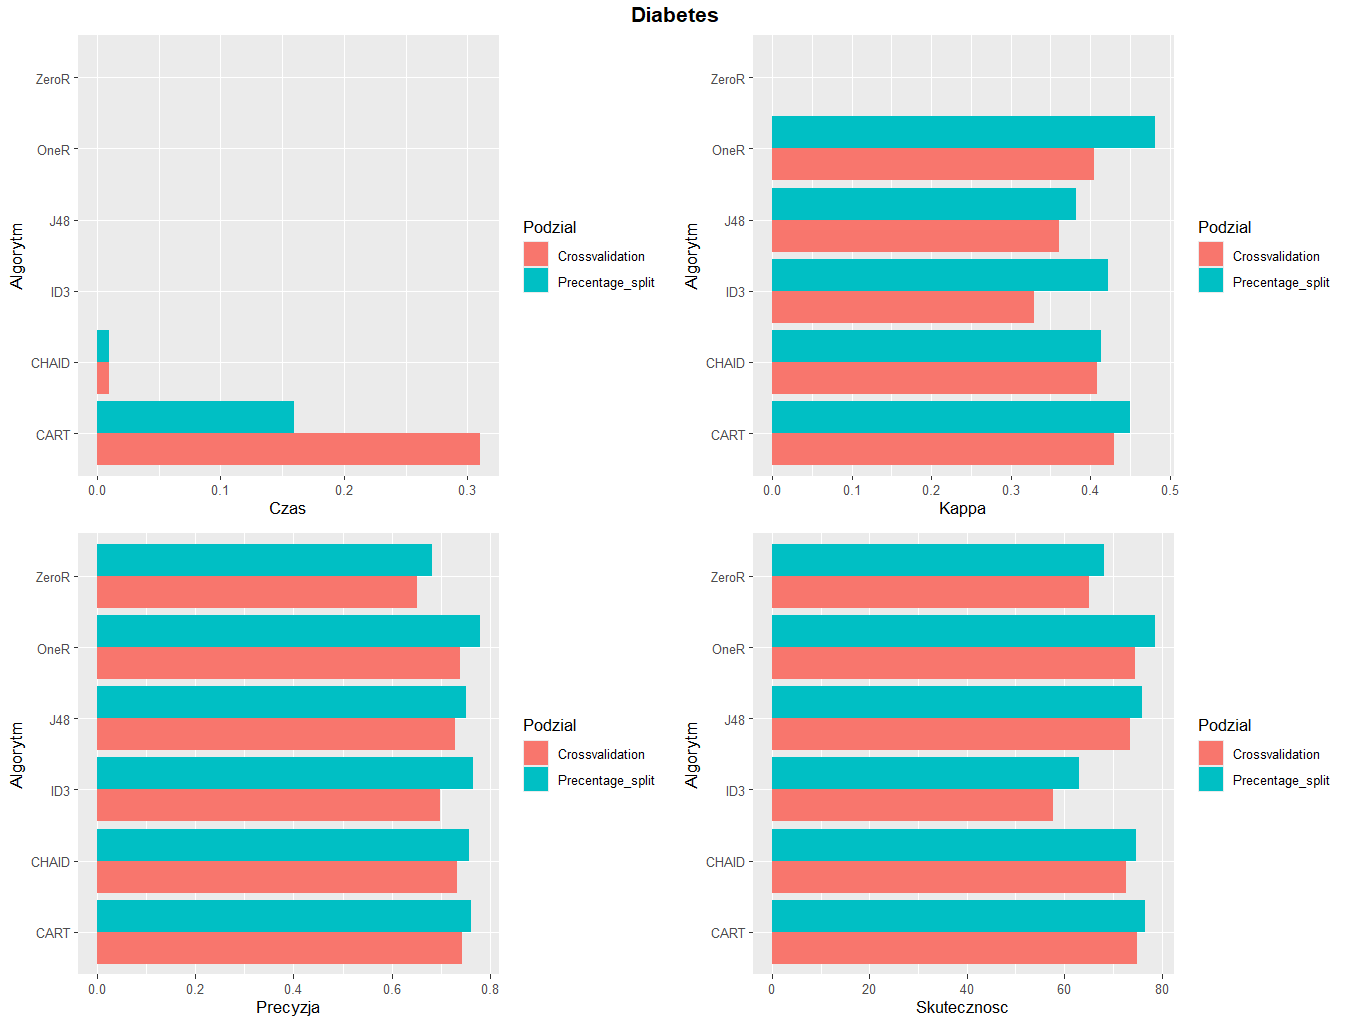 Diabetes
ZeroR
OneR
J48
ID3
CHAID
CART
Algorytm
0.0 0.1 0.2 0.3
Czas
Podzial
Crossvalidation
Precentage_split
ZeroR
OneR
J48
ID3
CHAID
CART
Algorytm
0.0 0.1 0.2 0.3 0.4 0.5
Kappa
Podzial
Crossvalidation
Precentage_split
ZeroR
OneR
J48
ID3
CHAID
CART
Algorytm
0.0 0.2 0.4 0.6 0.8
Precyzja
Podzial
Crossvalidation
Precentage_split
ZeroR
OneR
J48
ID3
CHAID
CART
Algorytm
0 20 40 60 80
Skutecznosc
Podzial
Crossvalidation
Precentage_split